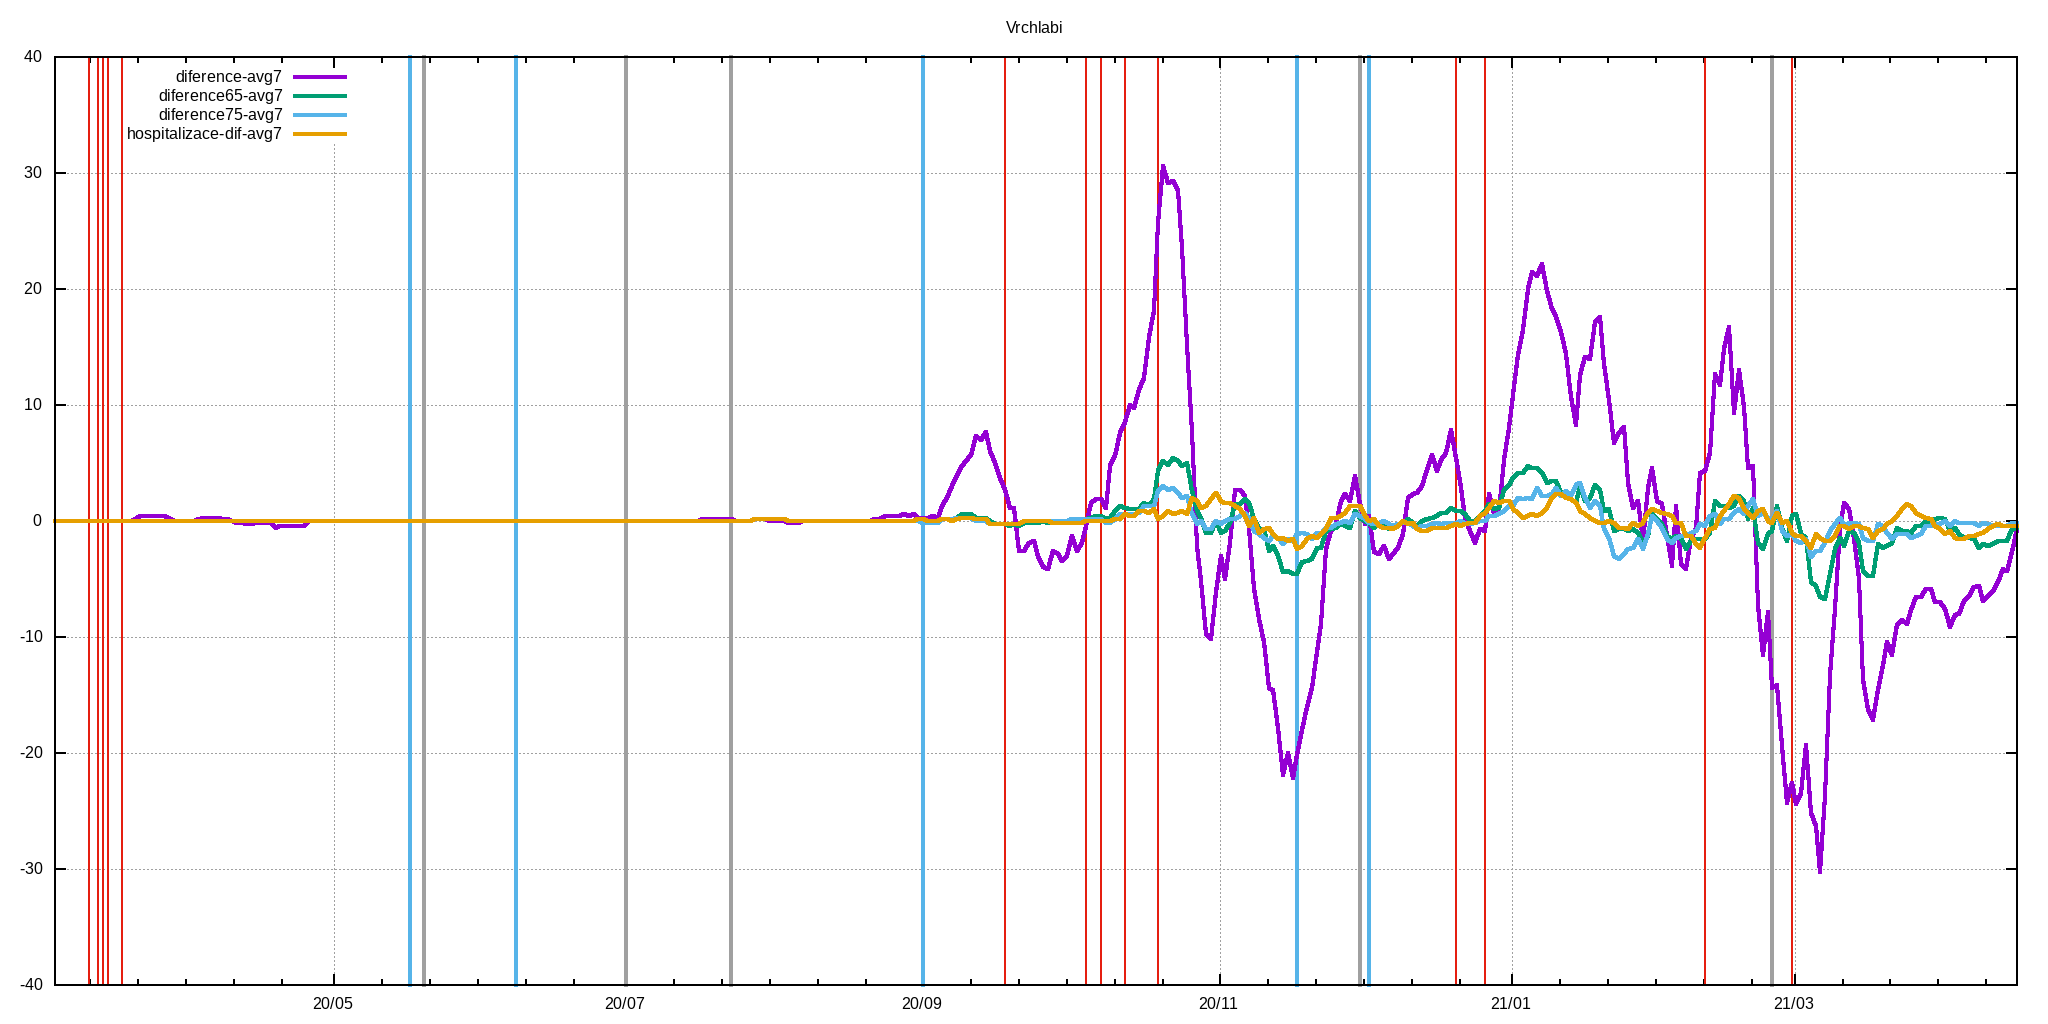 Vrchlabi
diference-avg7
diference65-avg7
diference75-avg7
hospitalizace-dif-avg7
40
30
20
10
0
-10
-20
-30
-40
20/05 20/07 20/09 20/11 21/01 21/03